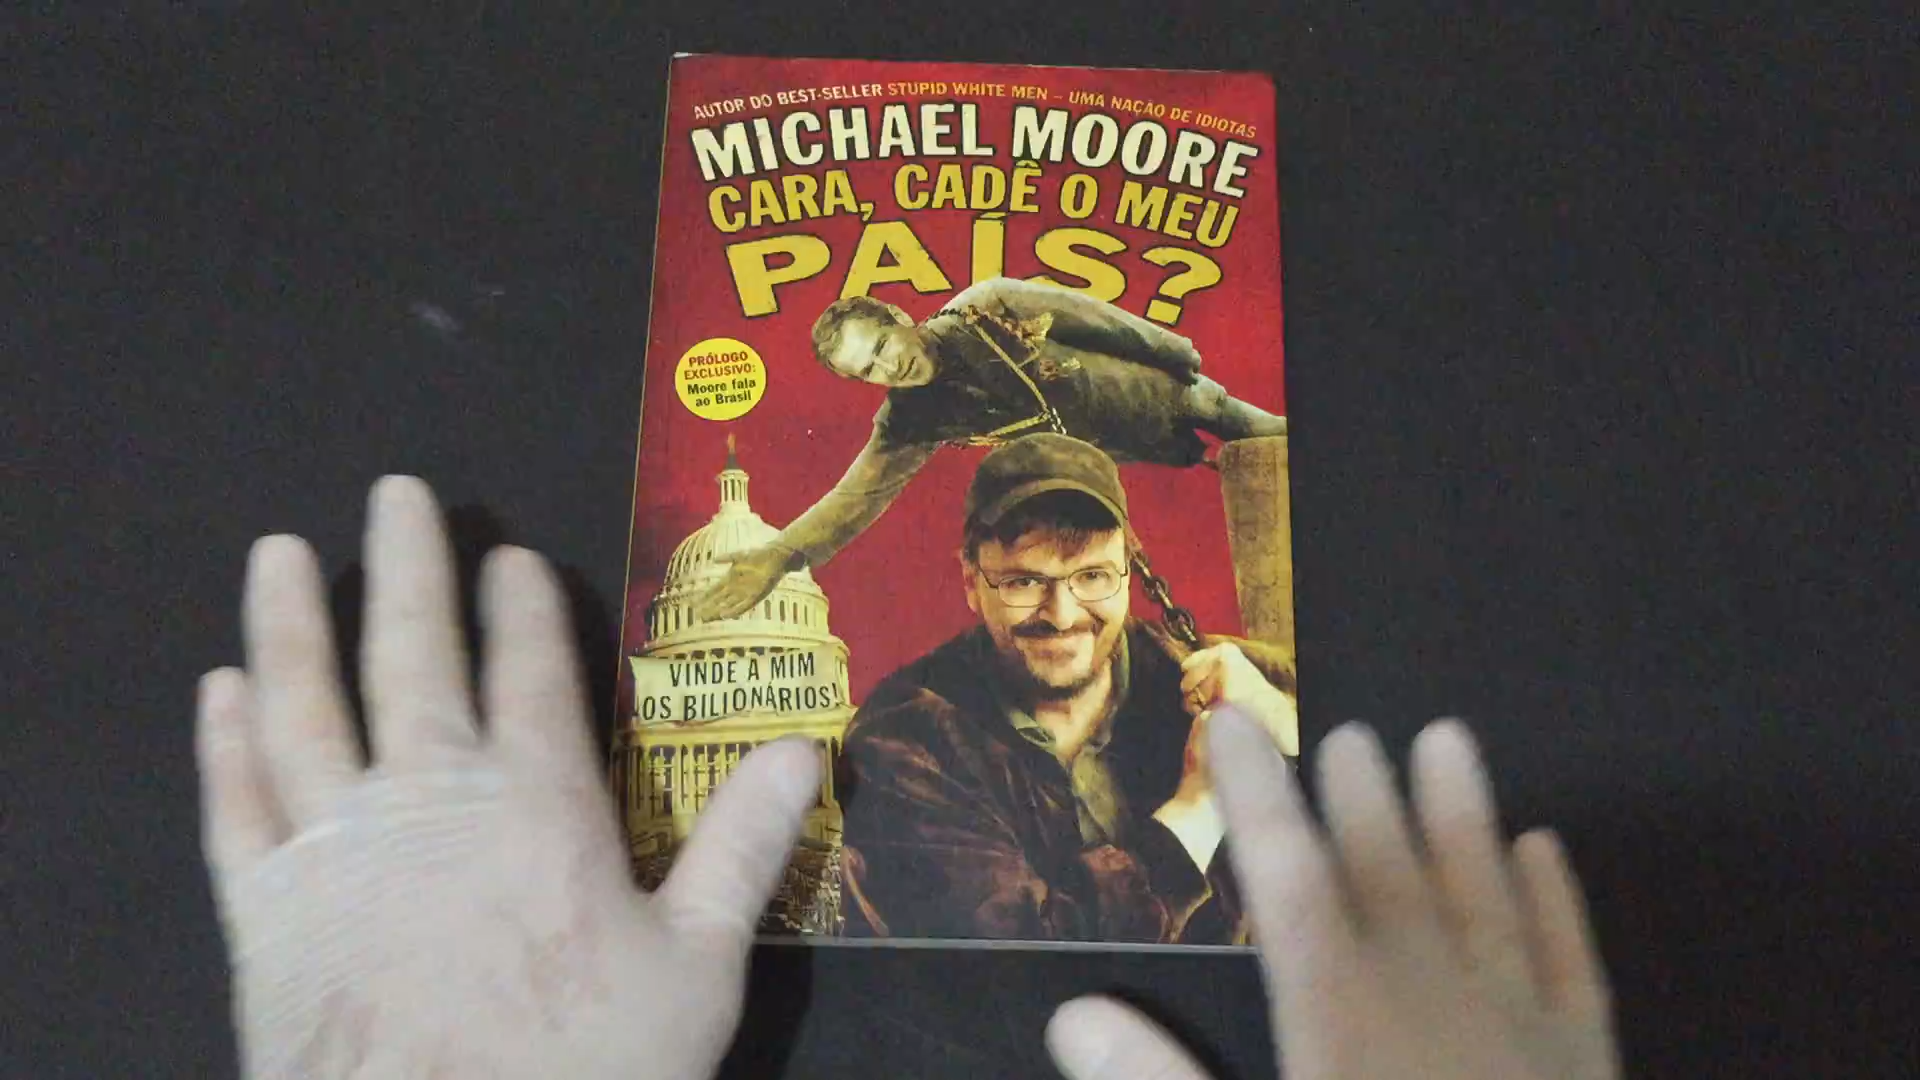 AUTOR DO BEST-SELLER STUPID WHITE MEN – UMA NAÇÃO DE IDIOTAS
MICHAEL MOORE
CARA, CADÊ O MEU
PAÍS?
PRÓLOGO
EXCLUSIVO:
Moore fala
ao Brasil
VINDE A MIM
OS BILIONÁRIOS!